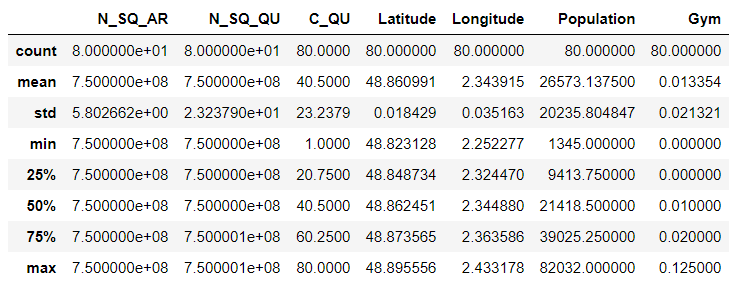 N_SQ_AR N_SQ_QU C_QU Latitude Longitude Population Gym
count 8.000000e+01 8.000000e+01 80.0000 80.000000 80.000000 80.000000 80.000000
mean 7.500000e+08 7.500000e+08 40.5000 48.860991 2.343915 26573.137500 0.013354
std 5.802662e+00 2.323790e+01 23.2379 0.018429 0.035163 20235.804847 0.021321
min 7.500000e+08 7.500000e+08 1.0000 48.823128 2.252277 1345.000000 0.000000
25% 7.500000e+08 7.500000e+08 20.7500 48.848734 2.324470 9413.750000 0.000000
50% 7.500000e+08 7.500000e+08 40.5000 48.862451 2.344880 21418.500000 0.010000
75% 7.500000e+08 7.500001e+08 60.2500 48.873565 2.363586 39025.250000 0.020000
max 7.500000e+08 7.500001e+08 80.0000 48.895556 2.433178 82032.000000 0.125000